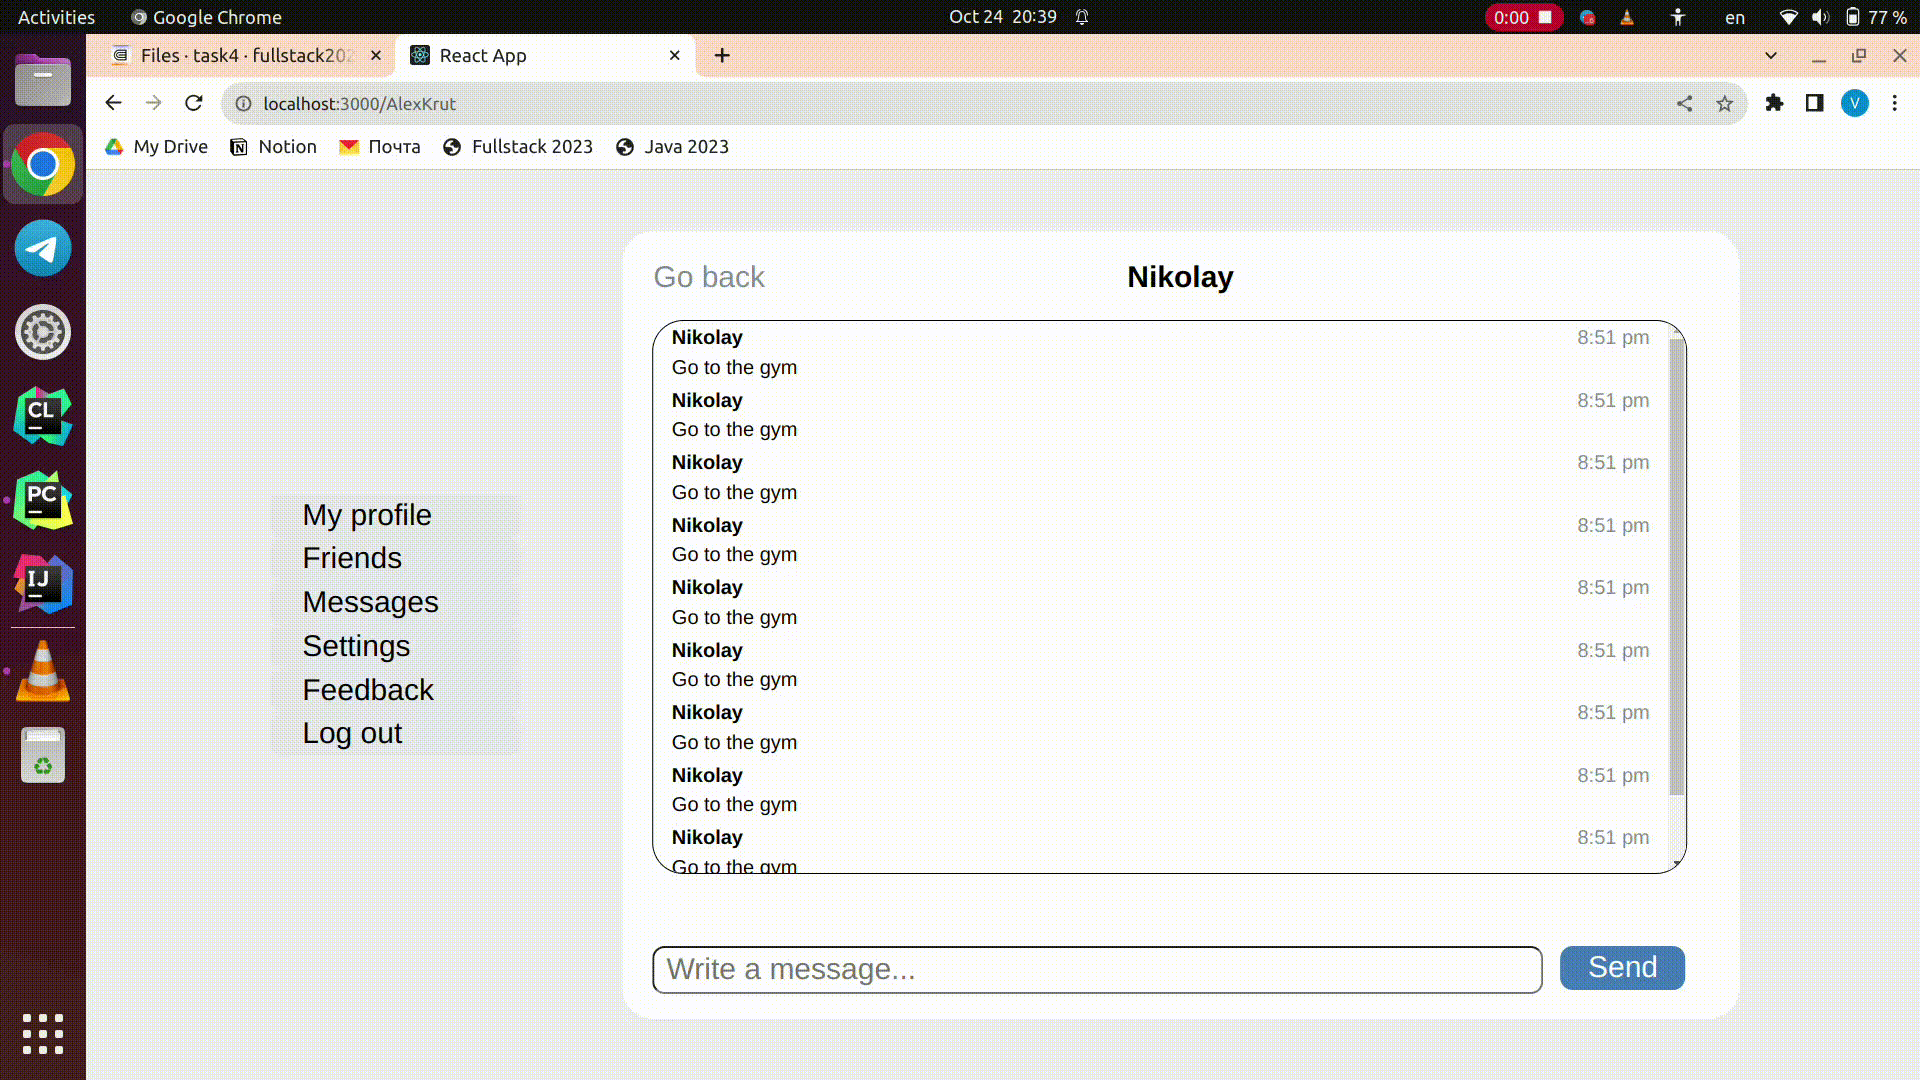 Activities
Google Chrome
Oct 24 20:39
0:00
en
77 %
Files · task4 · fullstack202
React App
localhost:3000/AlexKrut
V
My Drive
Notion
Почта
Fullstack 2023
Java 2023
CL
PC
IJ
My profile
Friends
Messages
Settings
Feedback
Log out
Go back
Nikolay
Nikolay 8:51 pm
Go to the gym
Nikolay 8:51 pm
Go to the gym
Nikolay 8:51 pm
Go to the gym
Nikolay 8:51 pm
Go to the gym
Nikolay 8:51 pm
Go to the gym
Nikolay 8:51 pm
Go to the gym
Nikolay 8:51 pm
Go to the gym
Nikolay 8:51 pm
Go to the gym
Nikolay 8:51 pm
Go to the gym
Write a message...
Send